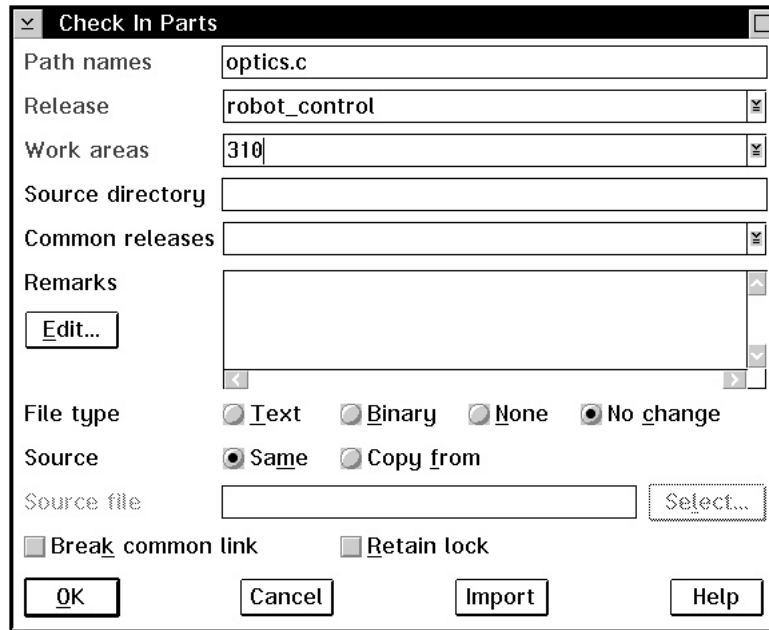 Check In Parts
Path names optics.c
Release robot_control
Work areas 310
Source directory
Common releases
Remarks
Edit...
File type Text Binary None No change
Source Same Copy from
Source file Select...
Break common link Retain lock
OK Cancel Import Help